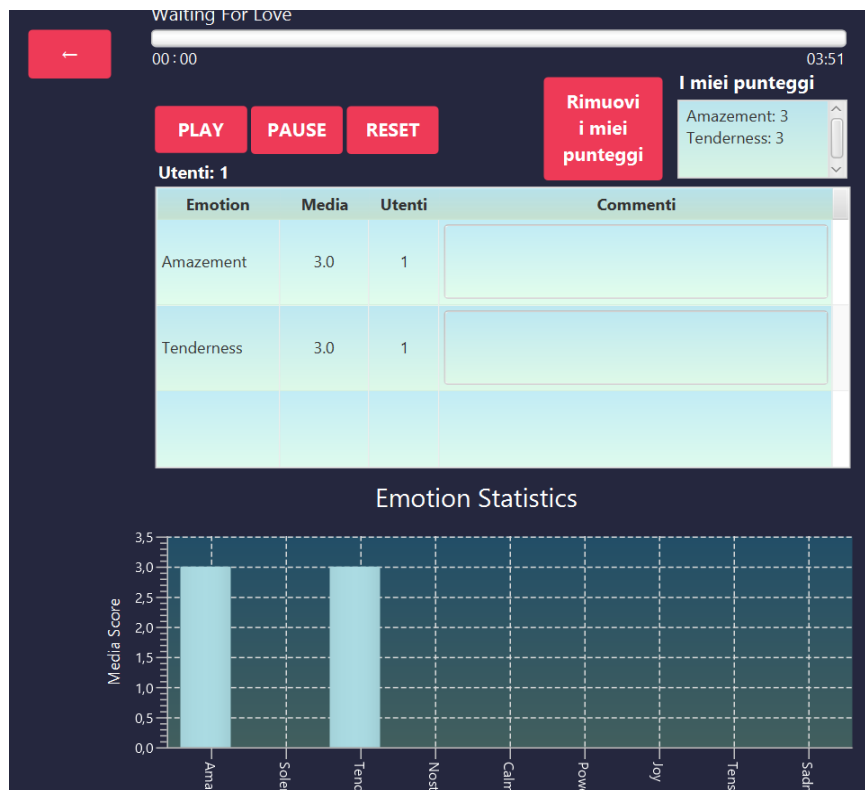 Waiting For Love
←
00:00 03:51
I miei punteggi
Rimuovi
i miei
punteggi
Amazement: 3
Tenderness: 3
PLAY PAUSE RESET
Utenti: 1
Emotion Media Utenti Commenti
Amazement 3.0 1
Tenderness 3.0 1
Emotion Statistics
Media Score
3,5
3,0
2,5
2,0
1,5
1,0
0,5
0,0
Ama
Sole
Tend
Nost
Calm
Powe
Joy
Tens
Sadn